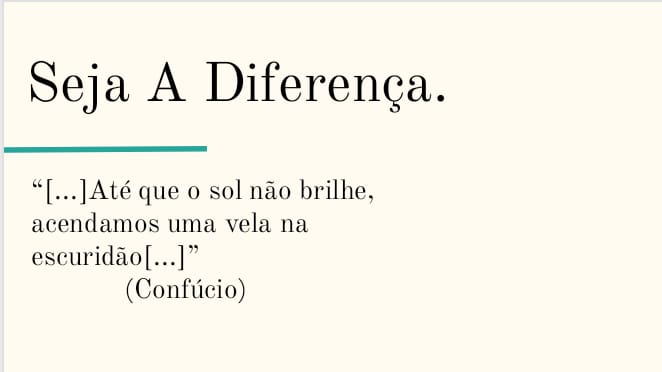 Seja A Diferença.
“[...]Até que o sol não brilhe,
acendamos uma vela na
escuridão[...]”
(Confúcio)